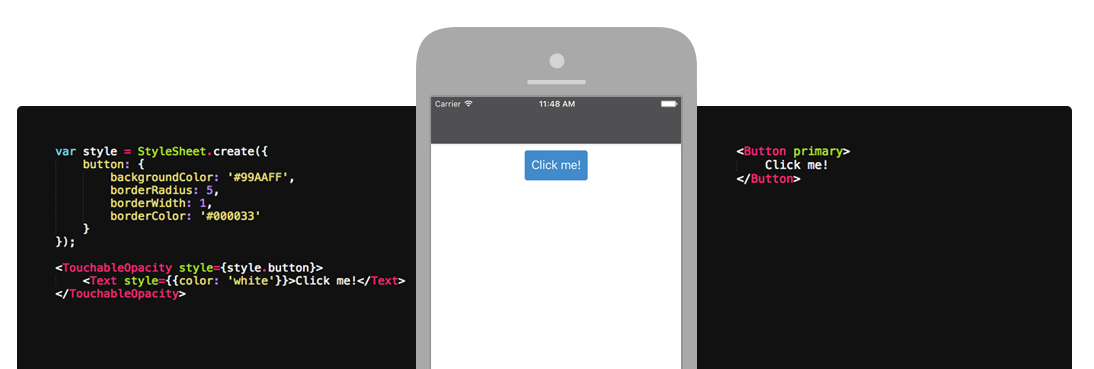 var style = StyleSheet.create({
    button: {
        backgroundColor: '#99AAFF',
        borderRadius: 5,
        borderWidth: 1,
        borderColor: '#000033'
    }
});
<TouchableOpacity style={style.button}>
    <Text style={{color: 'white'}}>Click me!</Text>
</TouchableOpacity>
Carrier 11:48 AM
Click me!
<Button primary>
    Click me!
</Button>